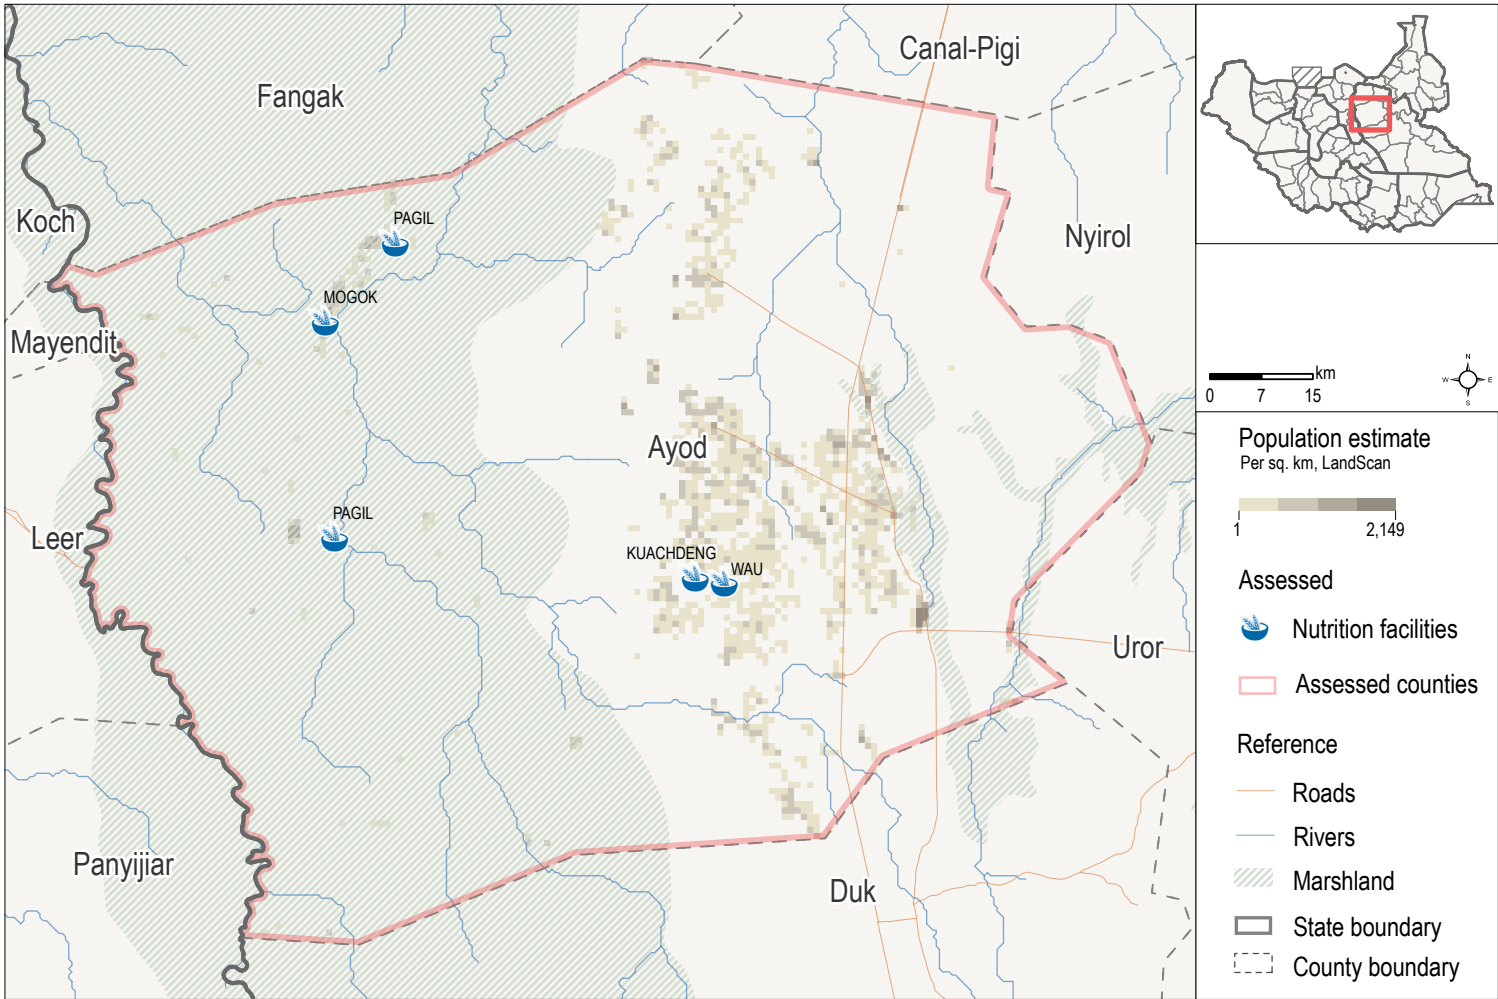 Canal-Pigi
Fangak
Koch
PAGIL
Nyirol
MOGOK
Mayendit
Ayod
PAGIL
Leer
KUACHDENG
WAU
Uror
Panyijiar
Duk
km
0 7 15
N
W E
S
Population estimate
Per sq. km, LandScan
1 2,149
Assessed
Nutrition facilities
Assessed counties
Reference
Roads
Rivers
Marshland
State boundary
County boundary